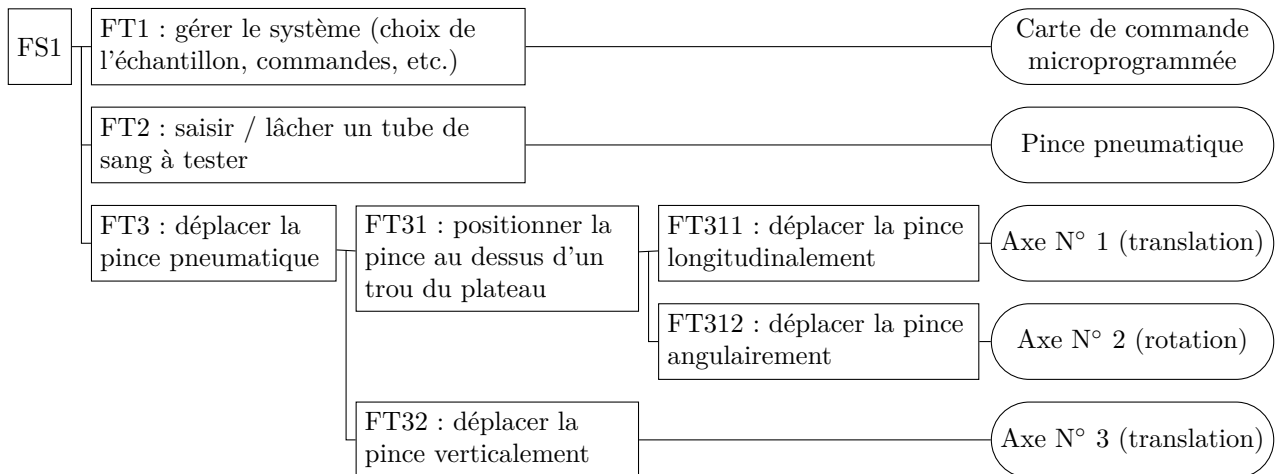 FS1
FT1 : gérer le système (choix de
l'échantillon, commandes, etc.)
Carte de commande
microprogrammée
FT2 : saisir / lâcher un tube de
sang à tester
Pince pneumatique
FT3 : déplacer la
pince pneumatique
FT31 : positionner la
pince au dessus d'un
trou du plateau
FT311 : déplacer la pince
longitudinalement
Axe N° 1 (translation)
FT312 : déplacer la pince
angulairement
Axe N° 2 (rotation)
FT32 : déplacer la
pince verticalement
Axe N° 3 (translation)